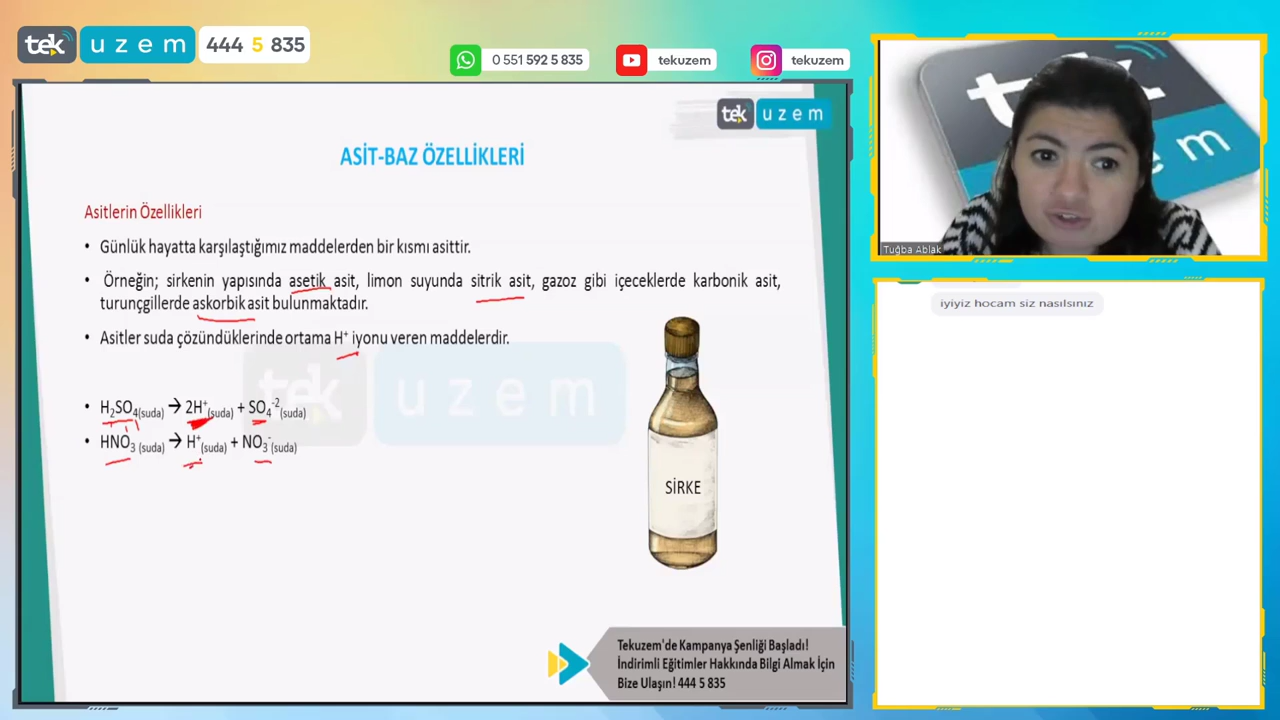 tek uzem 444 5 835
0 551 592 5 835
tekuzem
tekuzem
tek uzem
ASİT-BAZ ÖZELLİKLERİ
Asitlerin Özellikleri
• Günlük hayatta karşılaştığımız maddelerden bir kısmı asittir.
• Örneğin; sirkenin yapısında asetik asit, limon suyunda sitrik asit, gazoz gibi içeceklerde karbonik asit,
turunçgillerde askorbik asit bulunmaktadır.
• Asitler suda çözündüklerinde ortama H⁺ iyonu veren maddelerdir.
tek uzem
• H₂SO₄(suda) → 2H⁺(suda) + SO₄⁻²(suda)
• HNO₃ (suda) → H⁺(suda) + NO₃⁻(suda)
SİRKE
Tekuzem'de Kampanya Şenliği Başladı!
İndirimli Eğitimler Hakkında Bilgi Almak İçin
Bize Ulaşın! 444 5 835
tek em
Tuğba Ablak
iyiyiz hocam siz nasılsınız